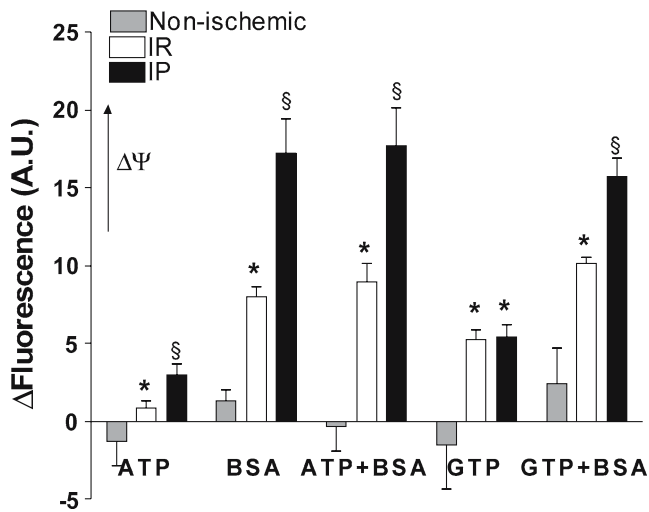 Non-ischemic
IR
IP
ΔFluorescence (A.U.)
25
20
15
10
5
0
-5
ΔΨ
* §
* §
* §
* *
* §
ATP BSA ATP+BSA GTP GTP+BSA